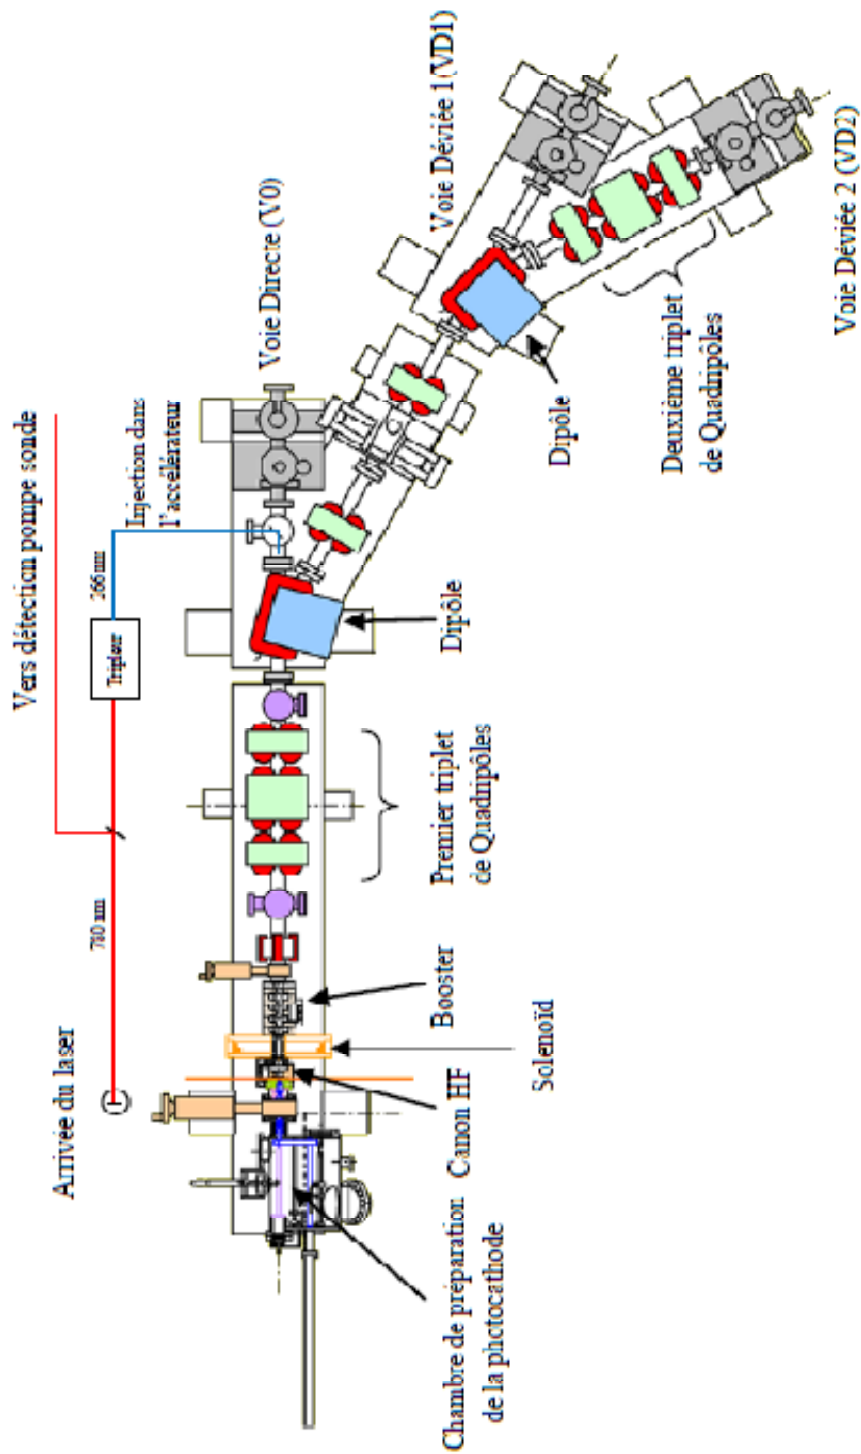 Vers détection pompe sonde
Arrivée du laser
780 nm
Tripleur
266 nm
Injection dans
l'accélérateur
Voie Directe (V0)
Voie Déviée 1(VD1)
Voie Déviée 2 (VD2)
Chambre de préparation
de la photocathode
Canon HF
Solenoïd
Booster
Premier triplet
de Quadripôles
Dipôle
Dipôle
Deuxième triplet
de Quadripôles